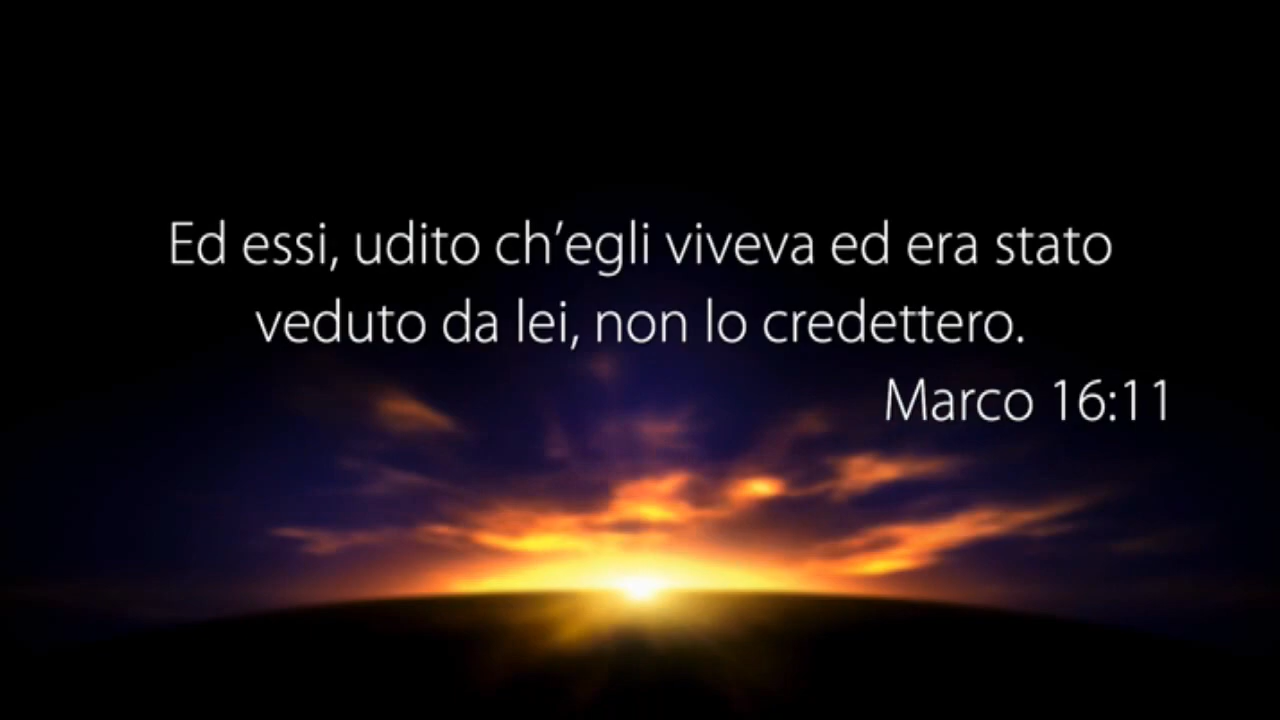 Ed essi, udito ch’egli viveva ed era stato
veduto da lei, non lo credettero.
Marco 16:11